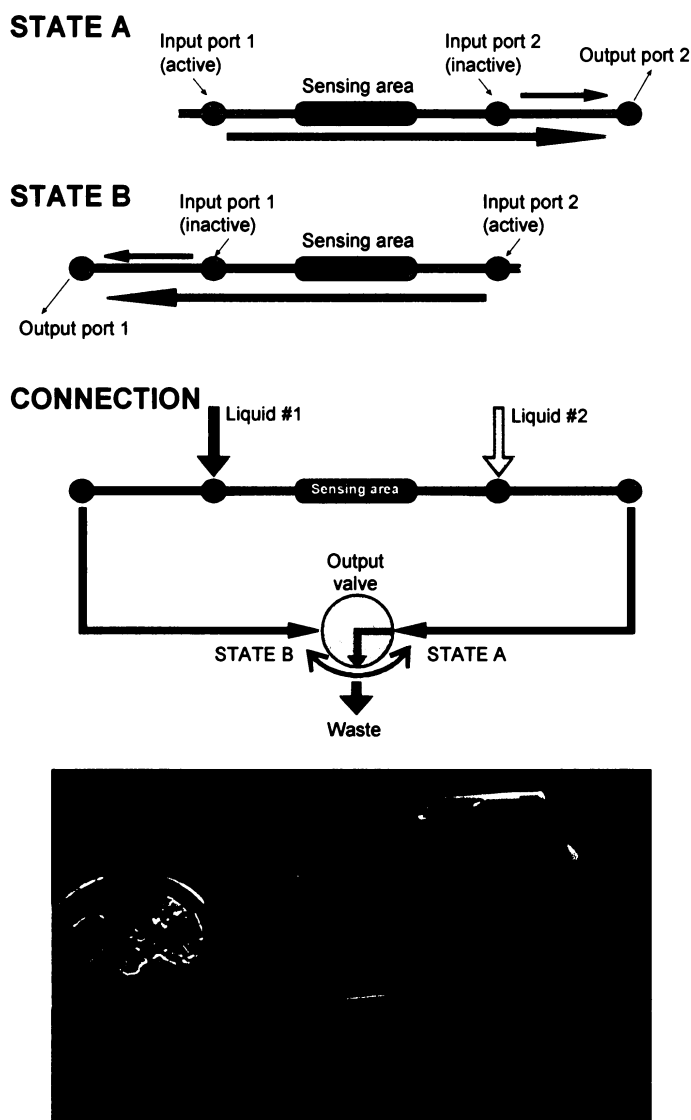 STATE A
Input port 1
(active)
Input port 2
(inactive)
Output port 2
Sensing area
STATE B
Input port 1
(inactive)
Input port 2
(active)
Sensing area
Output port 1
CONNECTION
Liquid #1
Liquid #2
Sensing area
Output
valve
STATE B
STATE A
Waste